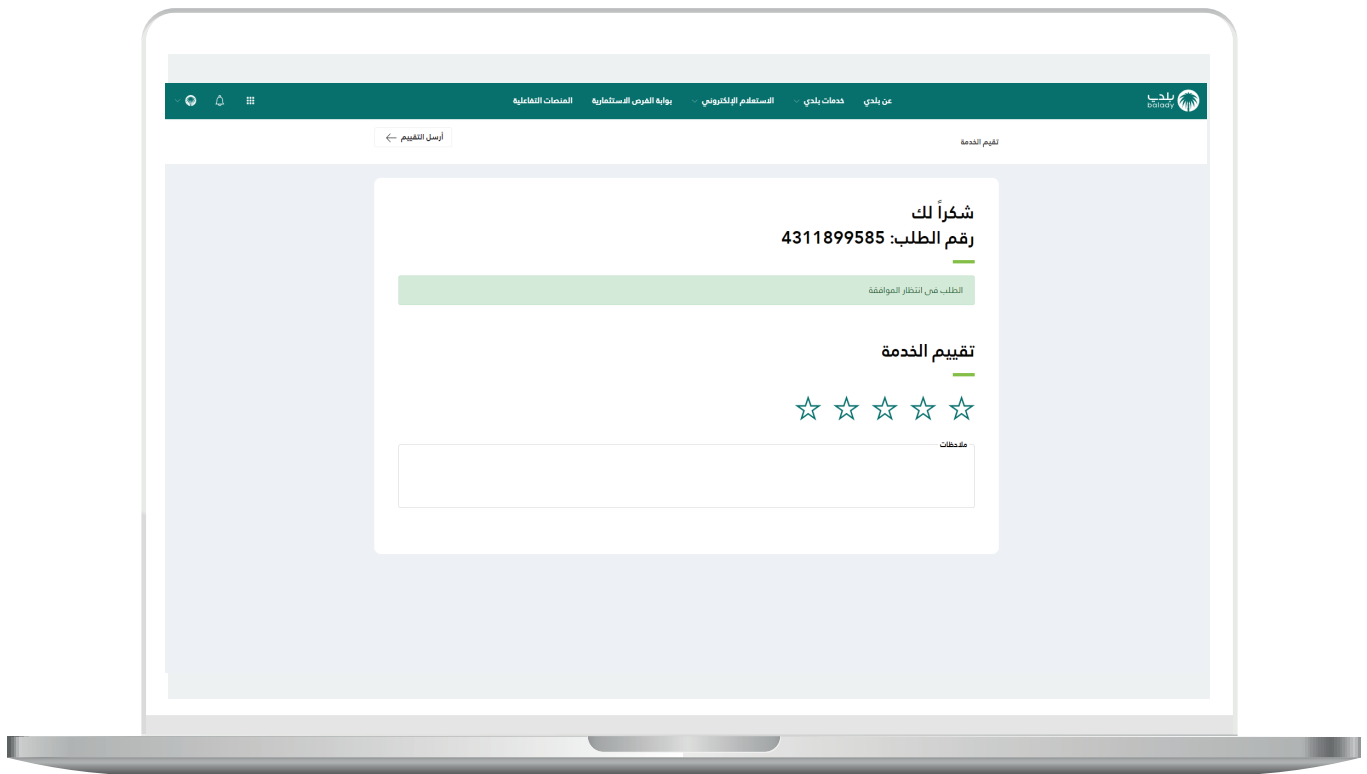 بلدي
balady
عن بلدي خدمات بلدي الاستعلام الإلكتروني بوابة الفرص الاستثمارية المنصات التفاعلية
تقيم الخدمة
أرسل التقييم
شكراً لك
رقم الطلب: 4311899585
الطلب في انتظار الموافقة
تقييم الخدمة
ملاحظات